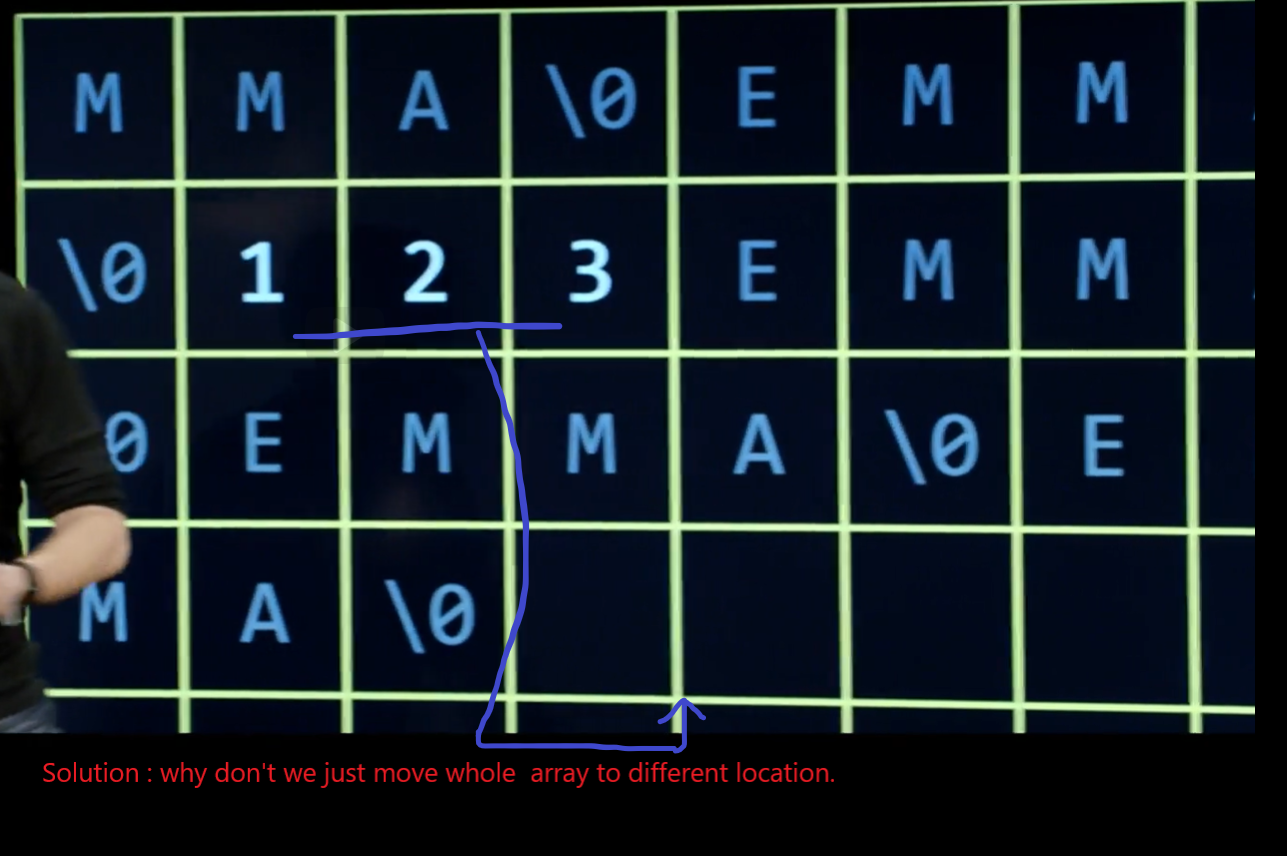 M M A \0 E M M
\0 1 2 3 E M M
0 E M M A \0 E
M A \0
Solution : why don't we just move whole  array to different location.